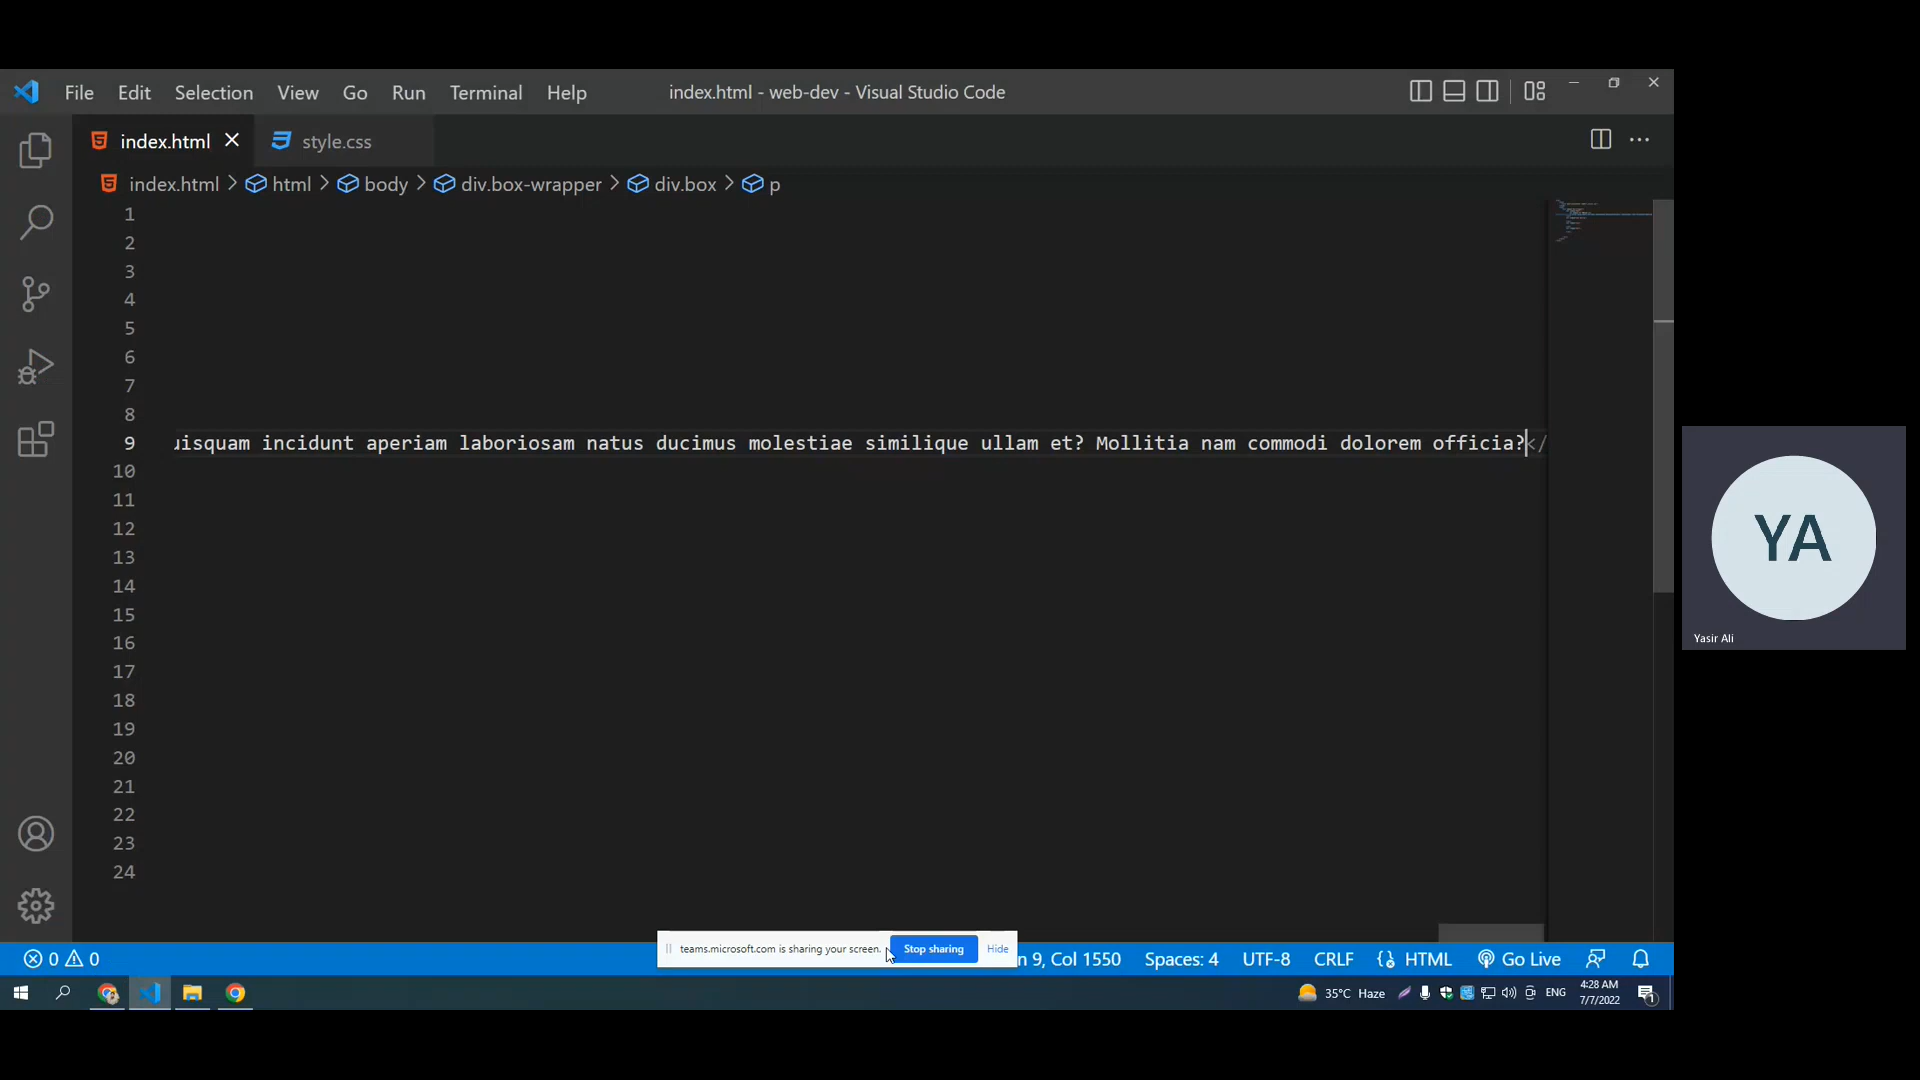 File Edit Selection View Go Run Terminal Help index.html - web-dev - Visual Studio Code
index.html style.css
index.html > html > body > div.box-wrapper > div.box > p
1
2
3
4
5
6
7
8
9 uisquam incidunt aperiam laboriosam natus ducimus molestiae similique ullam et? Mollitia nam commodi dolorem officia?</
10
11
12
13
14
15
16
17
18
19
20
21
22
23
24
YA
Yasir Ali
teams.microsoft.com is sharing your screen. Stop sharing Hide
0 0 n 9, Col 1550 Spaces: 4 UTF-8 CRLF HTML Go Live
35°C Haze ENG 4:28 AM
7/7/2022
1